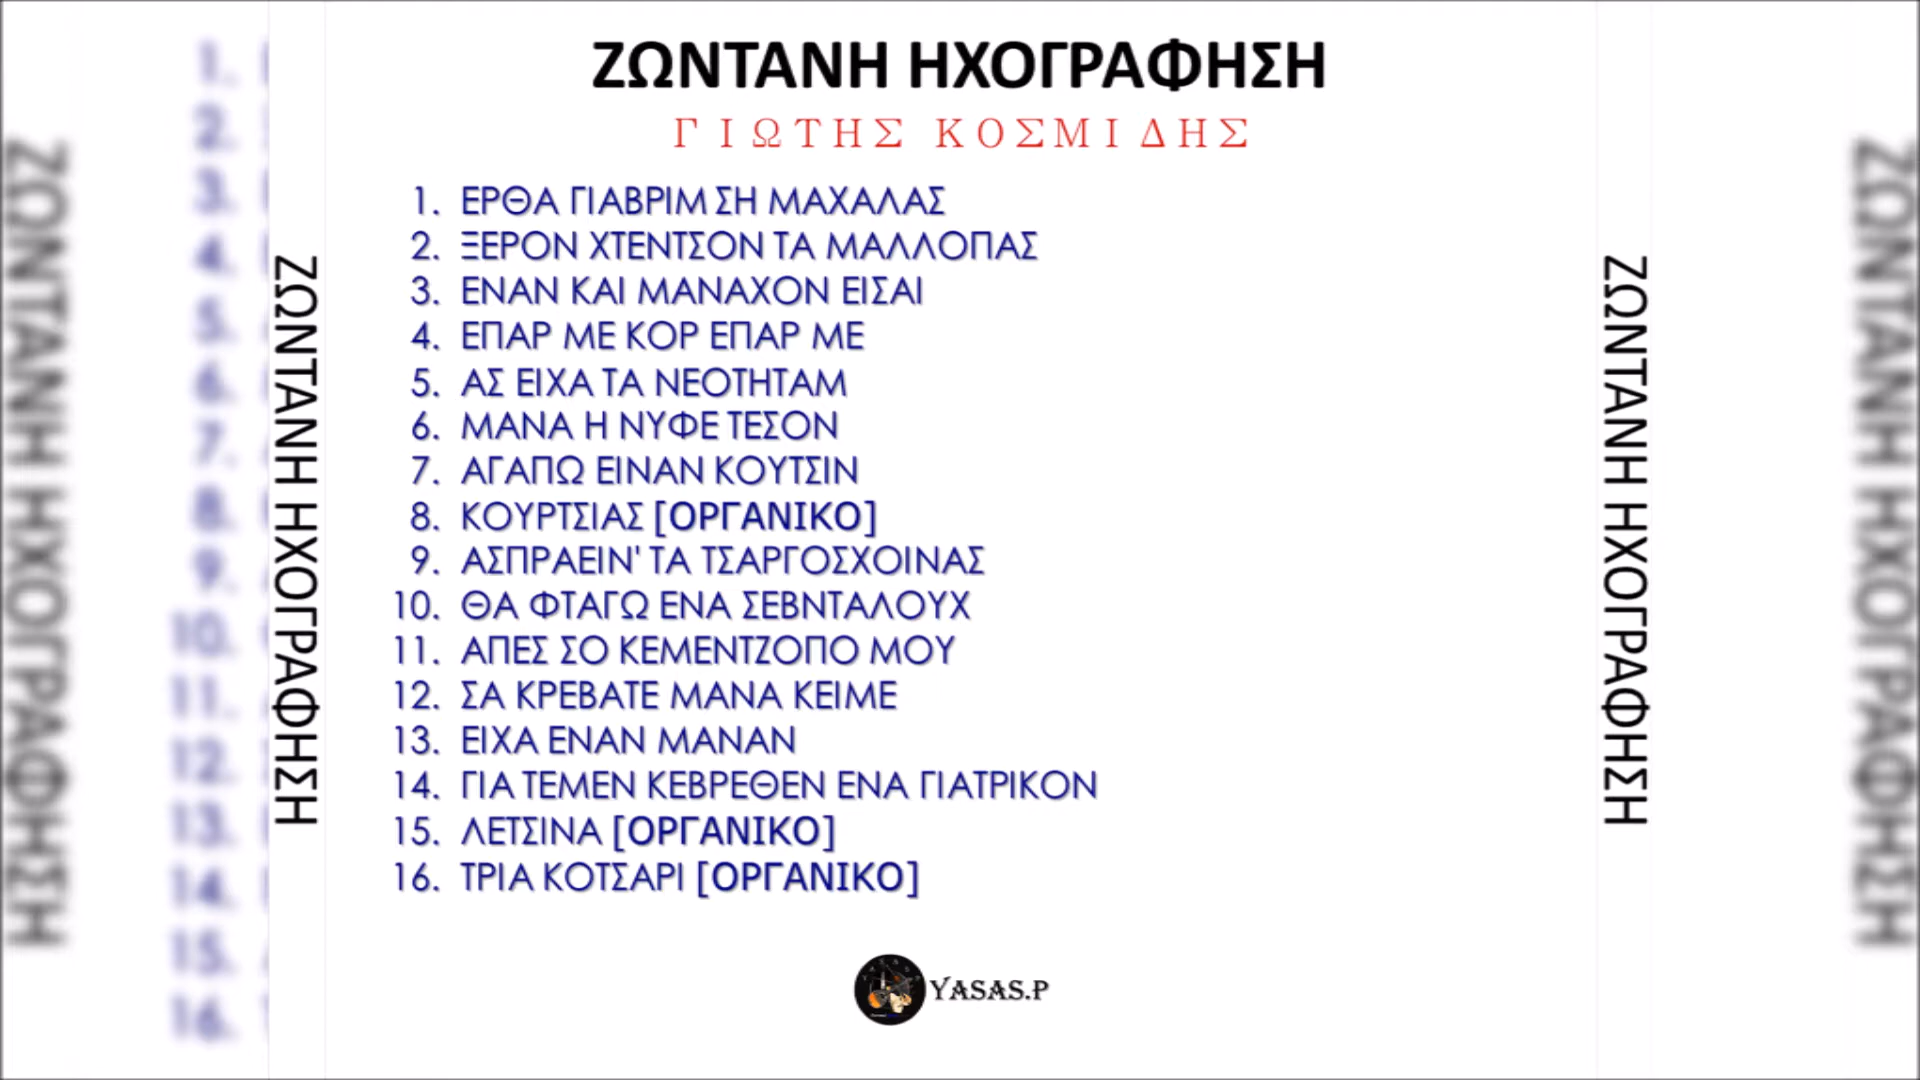 ΖΩΝΤΑΝΗ ΗΧΟΓΡΑΦΗΣΗ
ΓΙΩΤΗΣ ΚΟΣΜΙΔΗΣ
1. ΕΡΘΑ ΓΙΑΒΡΙΜ ΣΗ ΜΑΧΑΛΑΣ
2. ΞΕΡΟΝ ΧΤΕΝΤΣΟΝ ΤΑ ΜΑΛΛΟΠΑΣ
3. ΕΝΑΝ ΚΑΙ ΜΑΝΑΧΟΝ ΕΙΣΑΙ
4. ΕΠΑΡ ΜΕ ΚΟΡ ΕΠΑΡ ΜΕ
5. ΑΣ ΕΙΧΑ ΤΑ ΝΕΟΤΗΤΑΜ
6. ΜΑΝΑ Η ΝΥΦΕ ΤΕΣΟΝ
7. ΑΓΑΠΩ ΕΙΝΑΝ ΚΟΥΤΣΙΝ
8. ΚΟΥΡΤΣΙΑΣ [ΟΡΓΑΝΙΚΟ]
9. ΑΣΠΡΑΕΙΝ' ΤΑ ΤΣΑΡΓΟΣΧΟΙΝΑΣ
10. ΘΑ ΦΤΑΓΩ ΕΝΑ ΣΕΒΝΤΑΛΟΥΧ
11. ΑΠΕΣ ΣΟ ΚΕΜΕΝΤΖΟΠΟ ΜΟΥ
12. ΣΑ ΚΡΕΒΑΤΕ ΜΑΝΑ ΚΕΙΜΕ
13. ΕΙΧΑ ΕΝΑΝ ΜΑΝΑΝ
14. ΓΙΑ ΤΕΜΕΝ ΚΕΒΡΕΘΕΝ ΕΝΑ ΓΙΑΤΡΙΚΟΝ
15. ΛΕΤΣΙΝΑ [ΟΡΓΑΝΙΚΟ]
16. ΤΡΙΑ ΚΟΤΣΑΡΙ [ΟΡΓΑΝΙΚΟ]
YASAS.P
ΖΩΝΤΑΝΗ ΗΧΟΓΡΑΦΗΣΗ
ΖΩΝΤΑΝΗ ΗΧΟΓΡΑΦΗΣΗ
ΖΩΝΤΑΝΗ ΗΧΟΓΡΑΦΗΣΗ
ΖΩΝΤΑΝΗ ΗΧΟΓΡΑΦΗΣΗ